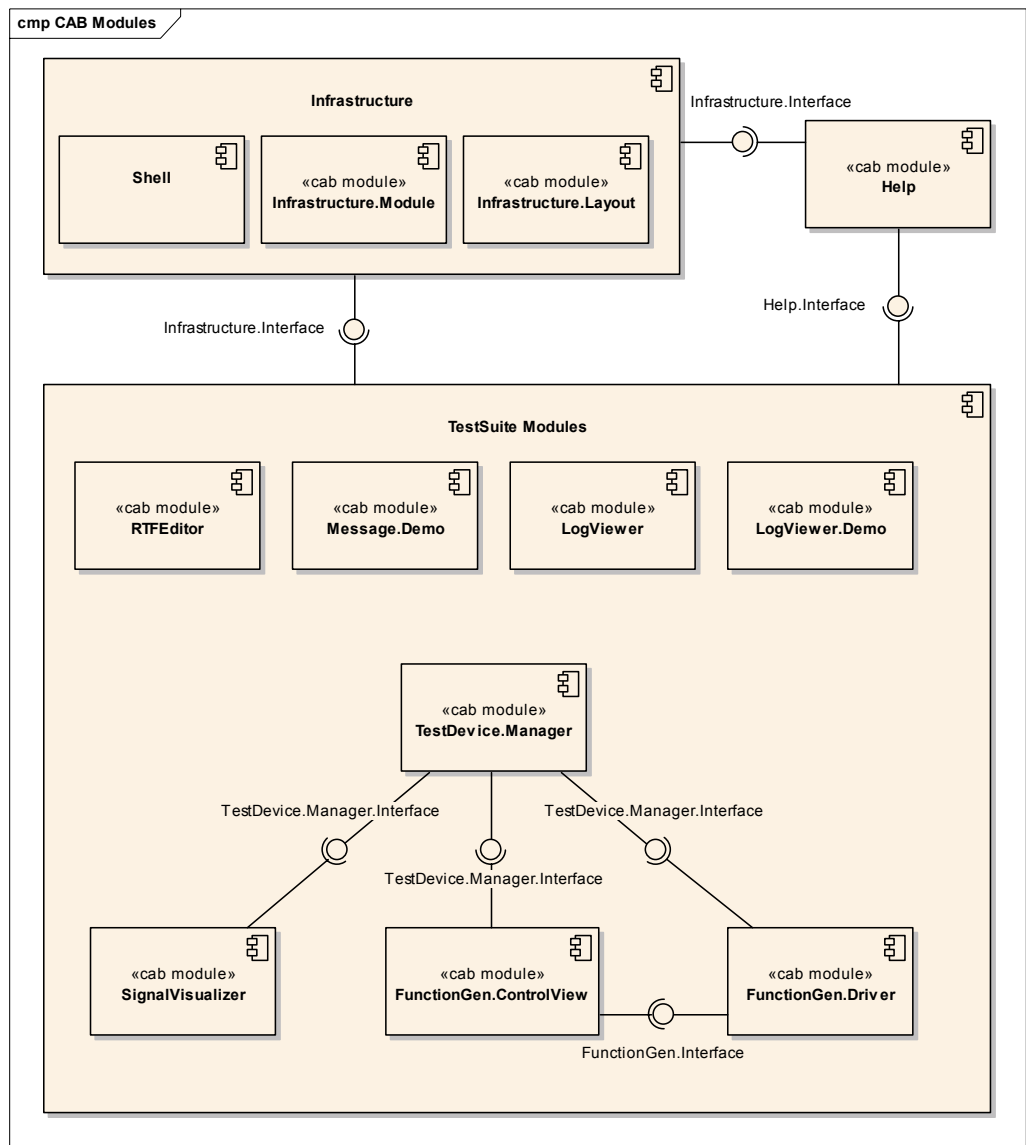 cmp CAB Modules
Infrastructure
Infrastructure.Interface
Shell
«cab module»
Infrastructure.Module
«cab module»
Infrastructure.Layout
«cab module»
Help
Infrastructure.Interface
Help.Interface
TestSuite Modules
«cab module»
RTFEditor
«cab module»
Message.Demo
«cab module»
LogViewer
«cab module»
LogViewer.Demo
«cab module»
TestDevice.Manager
TestDevice.Manager.Interface
TestDevice.Manager.Interface
TestDevice.Manager.Interface
«cab module»
SignalVisualizer
«cab module»
FunctionGen.ControlView
«cab module»
FunctionGen.Driver
FunctionGen.Interface